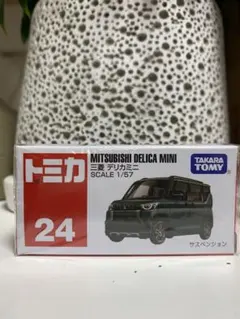 トミカ
24
MITSUBISHI DELICA MINI
三菱 デリカミニ
SCALE 1/57
TAKARA
TOMY
サスペンション